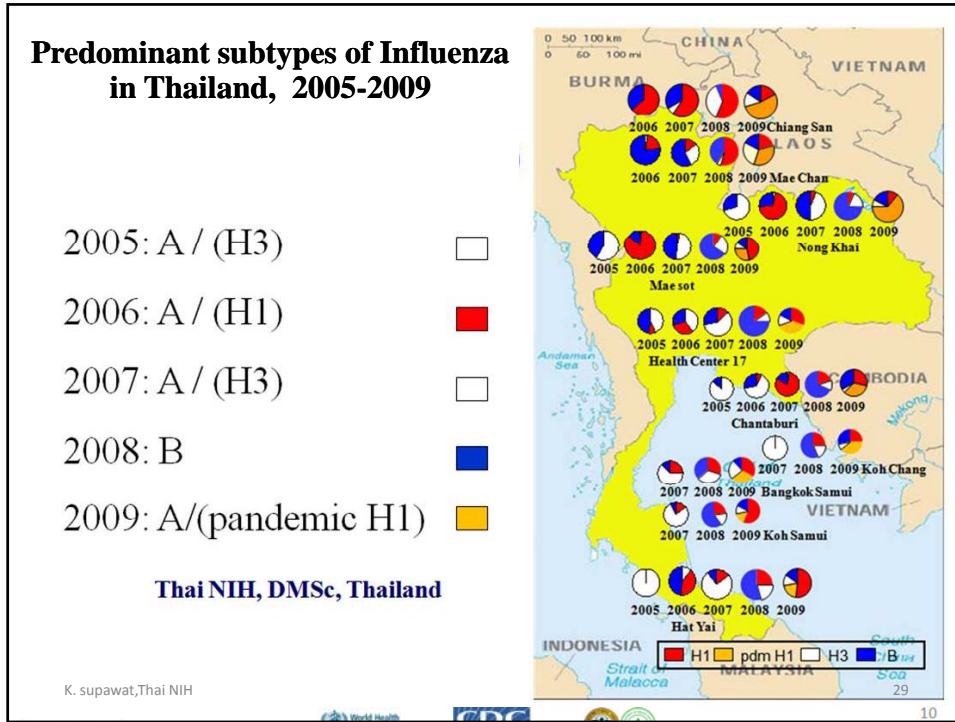 Predominant subtypes of Influenza
in Thailand, 2005-2009
2005: A / (H3)
2006: A / (H1)
2007: A / (H3)
2008: B
2009: A/(pandemic H1)
Thai NIH, DMSc, Thailand
K. supawat,Thai NIH
0 50 100 km
0 50 100 mi
CHINA
BURMA
VIETNAM
2006 2007 2008 2009 Chiang San
LAOS
2006 2007 2008 2009 Mae Chan
2005 2006 2007 2008 2009
Nong Khai
2005 2006 2007 2008 2009
Mae sot
2005 2006 2007 2008 2009
Health Center 17
Andaman
Sea
CAMBODIA
Mekong
2005 2006 2007 2008 2009
Chantaburi
2007 2008 2009 Koh Chang
2007 2008 2009 Bangkok Samui
Thailand
VIETNAM
2007 2008 2009 Koh Samui
2005 2006 2007 2008 2009
Hat Yai
INDONESIA
South
H1 pdm H1 H3 B
Strait of
Malacca
MALAYSIA
Sea
29
10
World Health
CDC